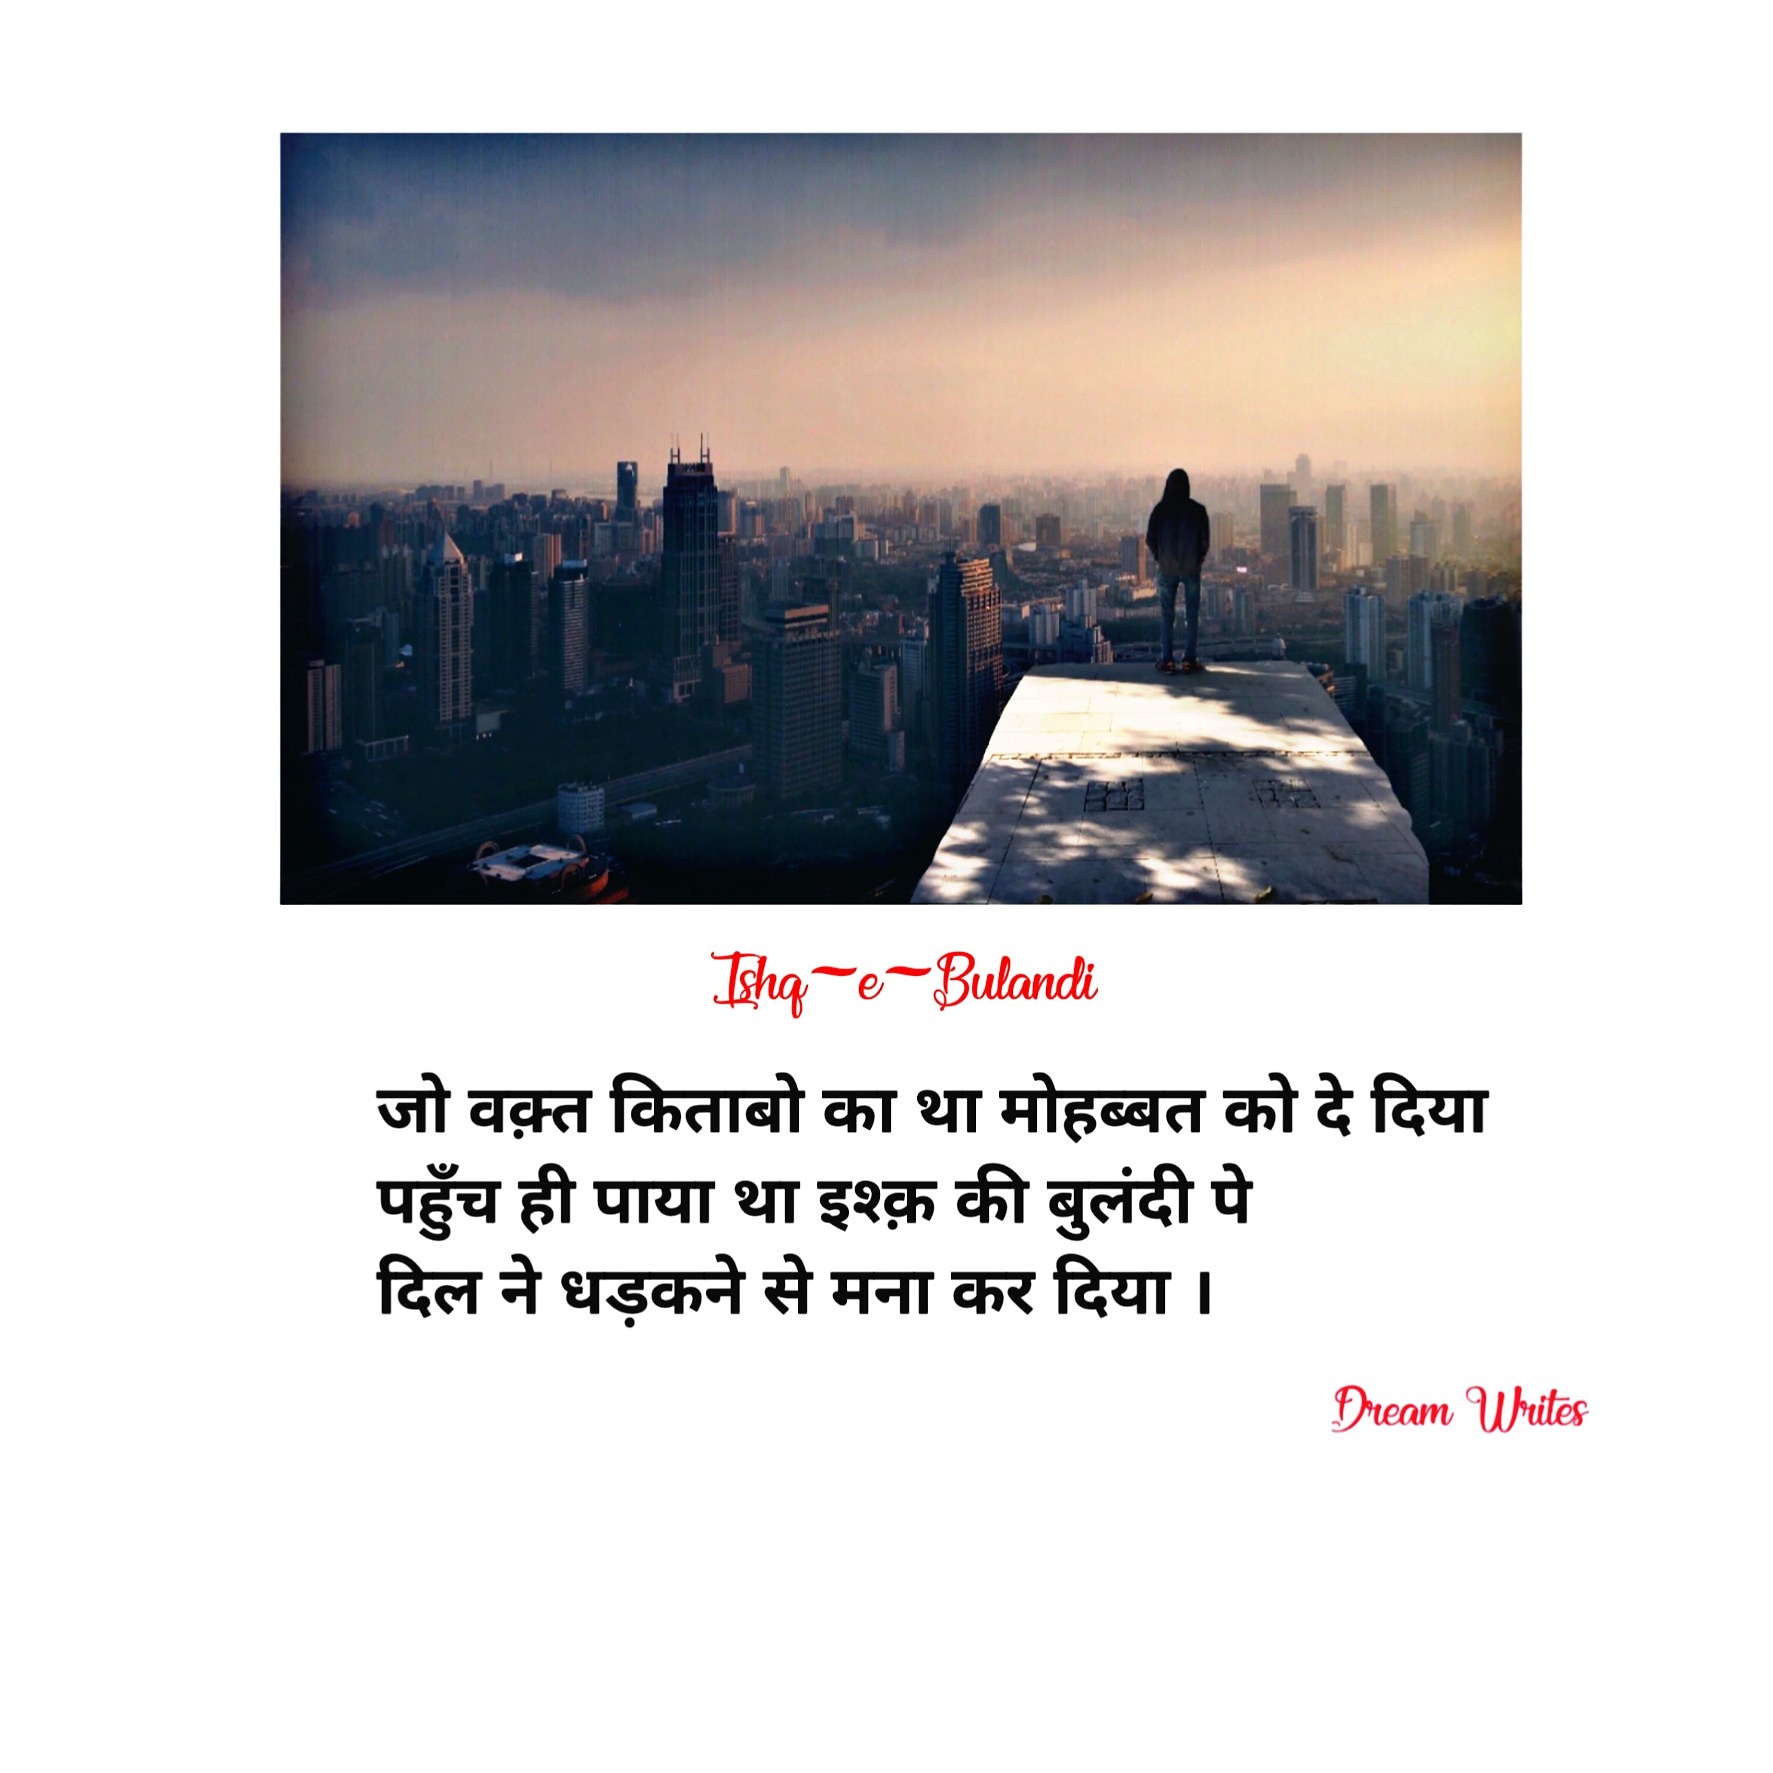 Ishq~e~Bulandi
जो वक़्त किताबो का था मोहब्बत को दे दिया
पहुँच ही पाया था इश्क़ की बुलंदी पे
दिल ने धड़कने से मना कर दिया ।
Dream Writes